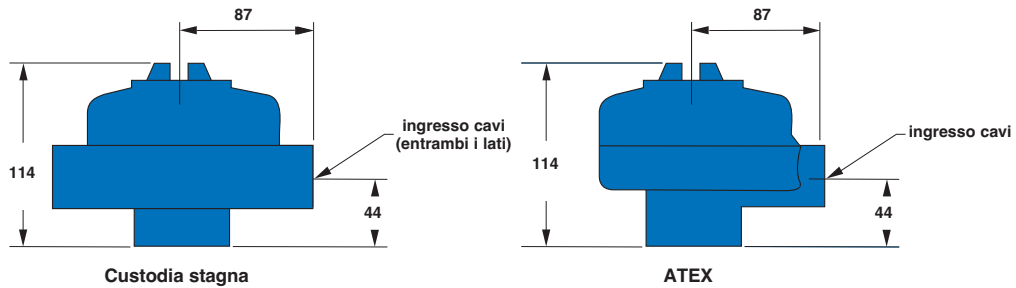 87
114
ingresso cavi
(entrambi i lati)
44
Custodia stagna
87
114
ingresso cavi
44
ATEX